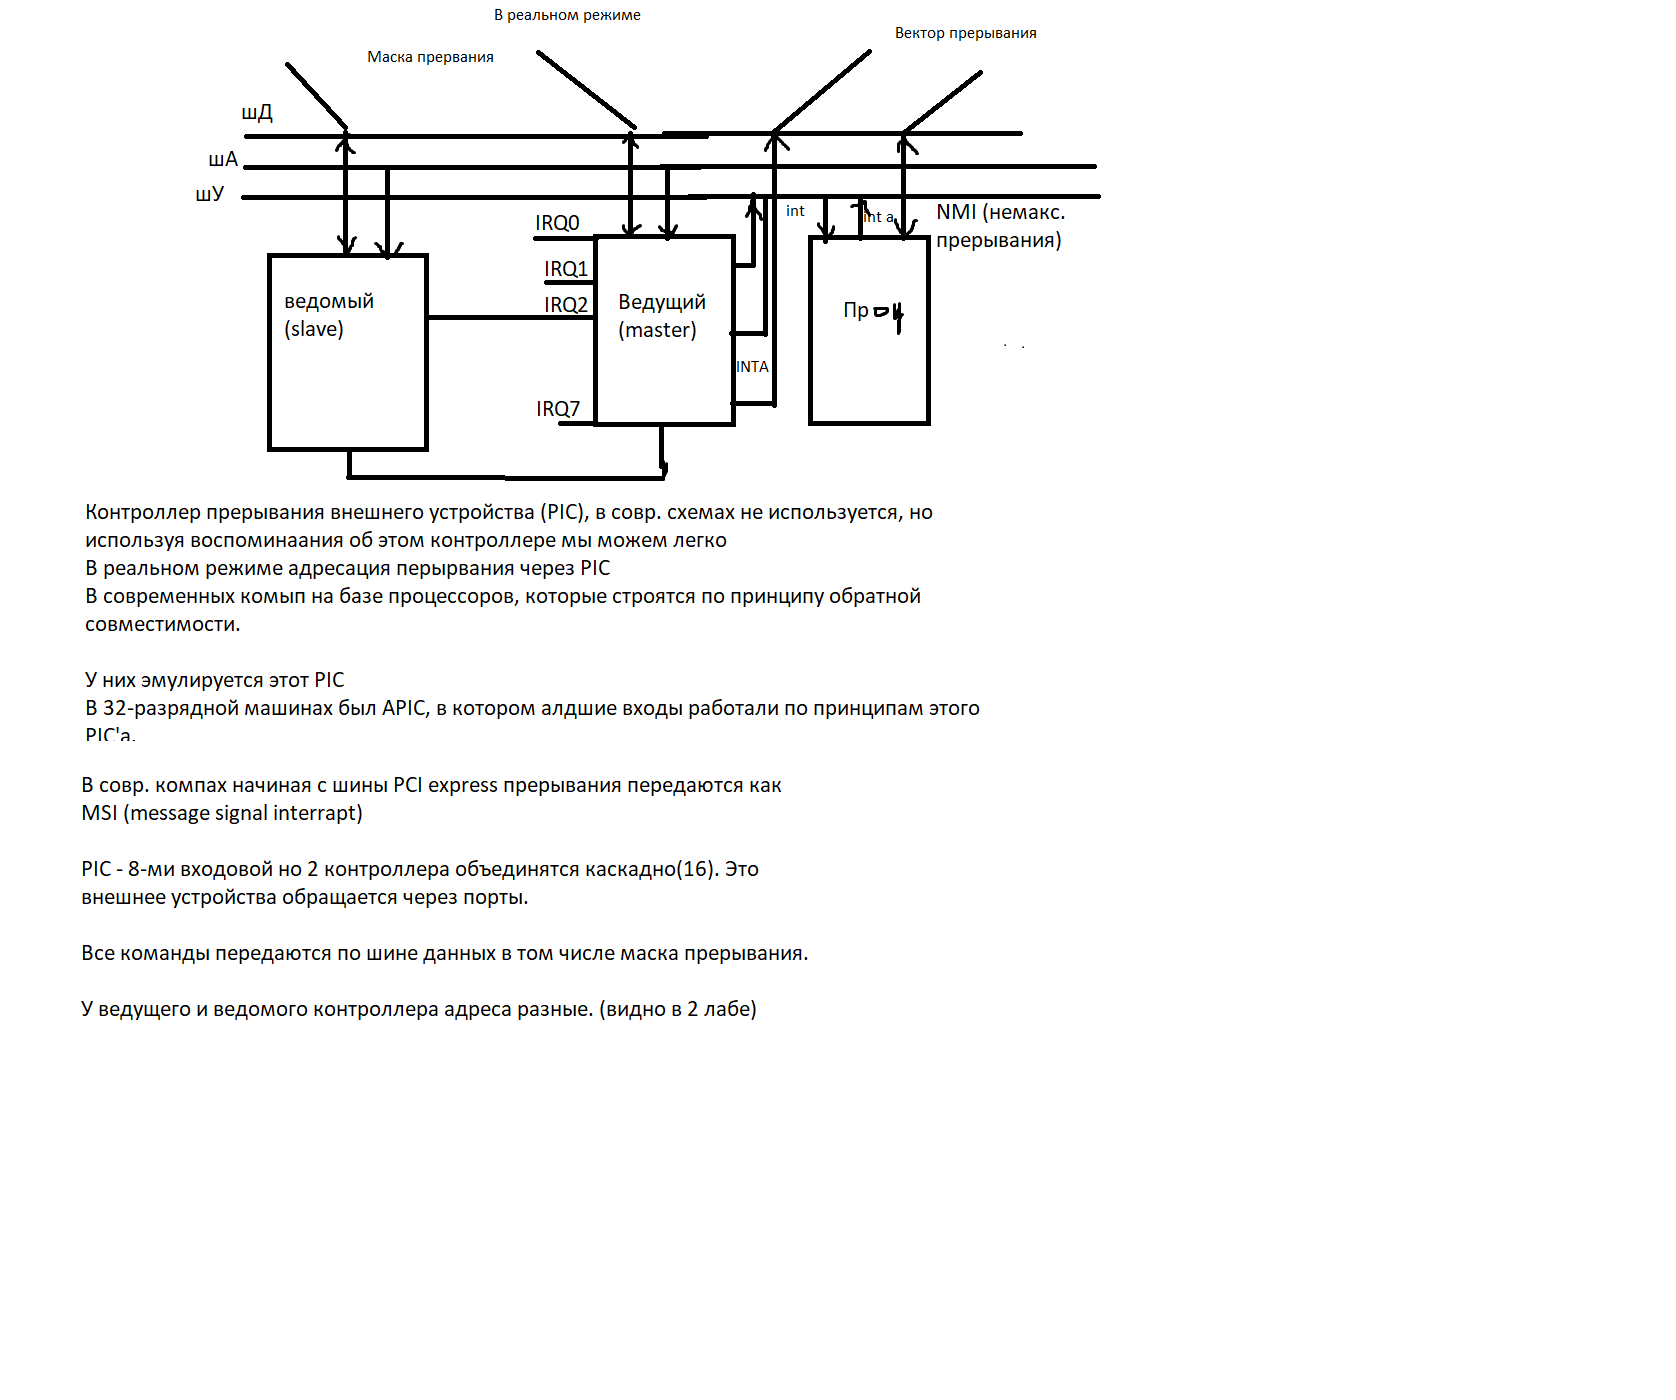 В реальном режиме
Вектор прерывания
Маска прервания
шД
шА
шУ
IRQ0
int
int a
NMI (немакс.
прерывания)
IRQ1
IRQ2
ведомый
(slave)
Ведущий
(master)
Проц
INTA
IRQ7
Контроллер прерывания внешнего устройства (PIC), в совр. схемах не используется, но
используя воспоминаания об этом контроллере мы можем легко
В реальном режиме адресация перырвания через PIC
В современных комып на базе процессоров, которые строятся по принципу обратной
совместимости.
У них эмулируется этот PIC
В 32-разрядной машинах был APIC, в котором алдшие входы работали по принципам этого
PIC'а.
В совр. компах начиная с шины PCI express прерывания передаются как
MSI (message signal interrapt)
PIC - 8-ми входовой но 2 контроллера объединятся каскадно(16). Это
внешнее устройства обращается через порты.
Все команды передаются по шине данных в том числе маска прерывания.
У ведущего и ведомого контроллера адреса разные. (видно в 2 лабе)